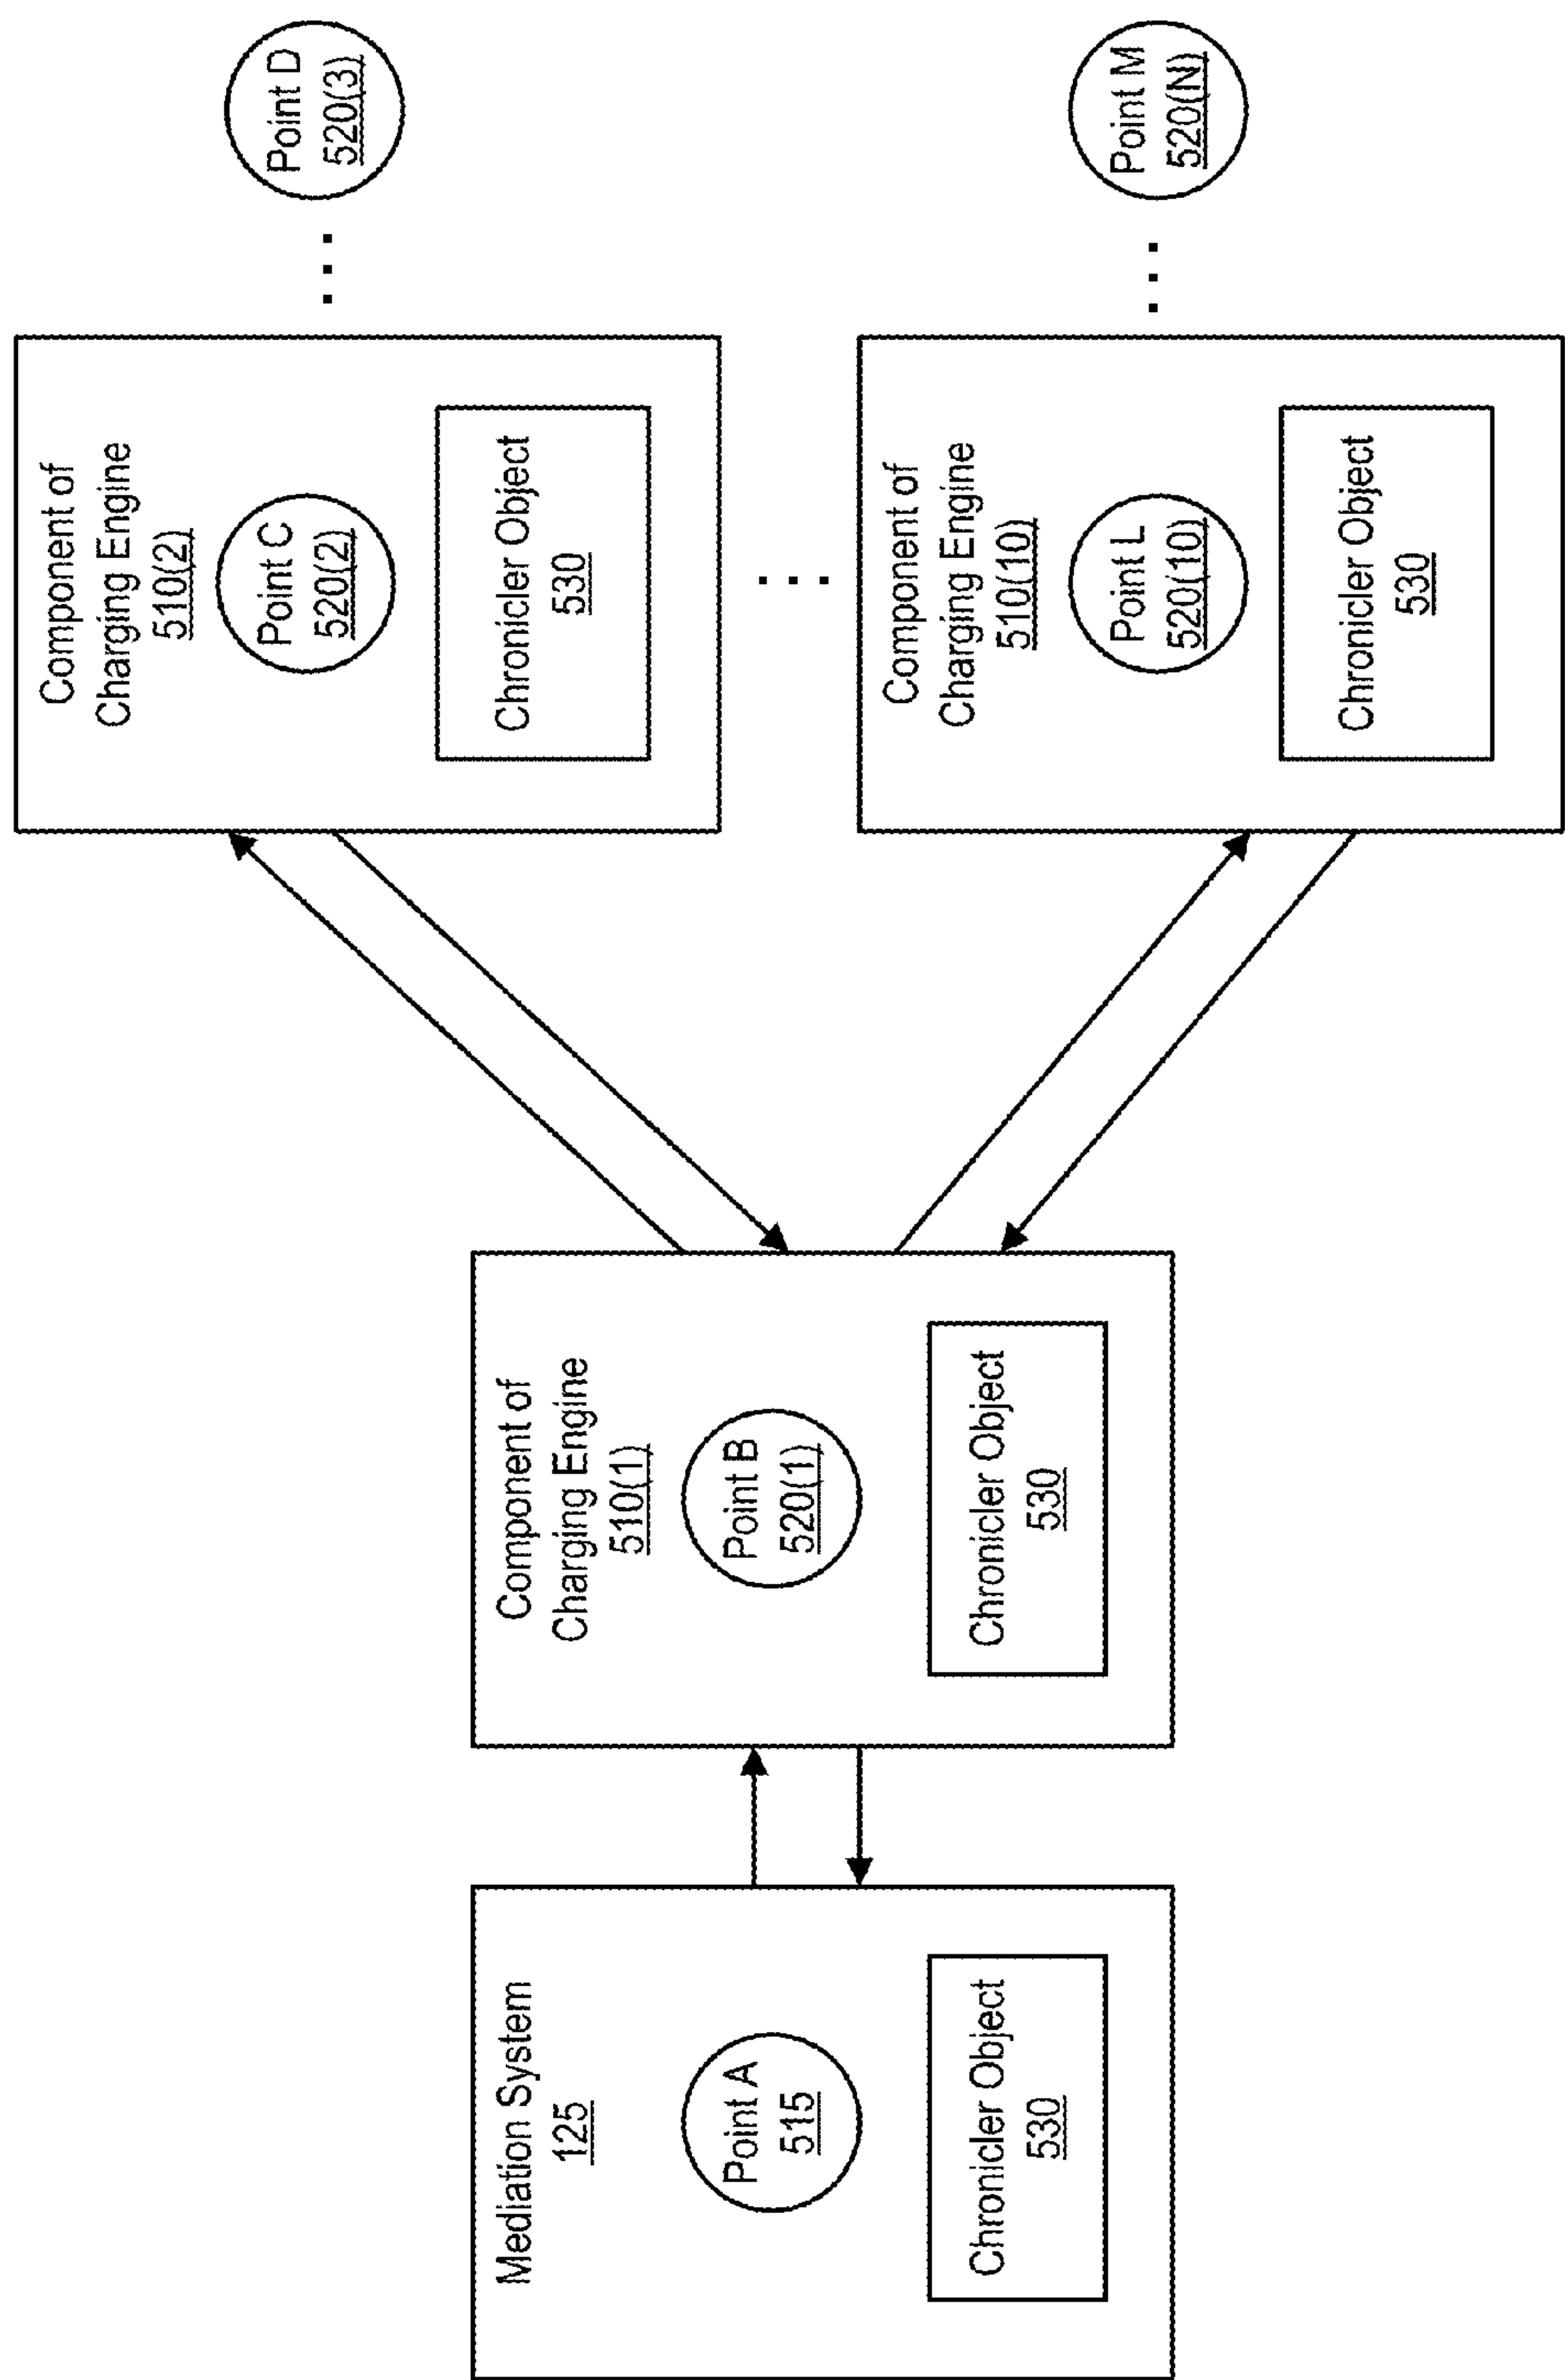 Mediation System
125
Point A
515
Chronicler Object
530
Component of
Charging Engine
510(1)
Point B
520(1)
Chronicler Object
530
Component of
Charging Engine
510(2)
Point C
520(2)
Chronicler Object
530
Point D
520(3)
Component of
Charging Engine
510(10)
Point L
520(10)
Chronicler Object
530
Point M
520(N)